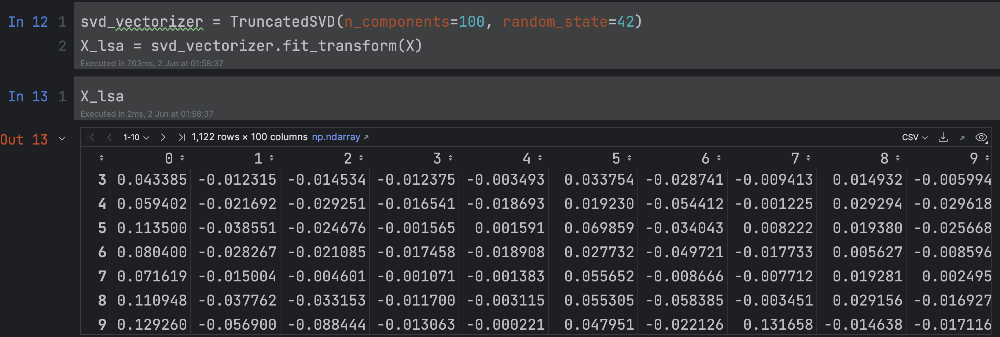 In 12 1 svd_vectorizer = TruncatedSVD(n_components=100, random_state=42)
2 X_lsa = svd_vectorizer.fit_transform(X)
Executed in 763ms, 2 Jun at 01:58:37
In 13 1 X_lsa
Executed in 2ms, 2 Jun at 01:58:37
Out 13 1-10 1,122 rows × 100 columns np.ndarray CSV
0 1 2 3 4 5 6 7 8 9
3 0.043385 -0.012315 -0.014534 -0.012375 -0.003493 0.033754 -0.028741 -0.009413 0.014932 -0.005994
4 0.059402 -0.021692 -0.029251 -0.016541 -0.018693 0.019230 -0.054412 -0.001225 0.029294 -0.029618
5 0.113500 -0.038551 -0.024676 -0.001565 0.001591 0.069859 -0.034043 0.008222 0.019380 -0.025668
6 0.080400 -0.028267 -0.021085 -0.017458 -0.018908 0.027732 -0.049721 -0.017733 0.005627 -0.008596
7 0.071619 -0.015004 -0.004601 -0.001071 -0.001383 0.055652 -0.008666 -0.007712 0.019281 0.002495
8 0.110948 -0.037762 -0.033153 -0.011700 -0.003115 0.055305 -0.058385 -0.003451 0.029156 -0.016927
9 0.129260 -0.056900 -0.088444 -0.013063 -0.000221 0.047951 -0.022126 0.131658 -0.014638 -0.017116